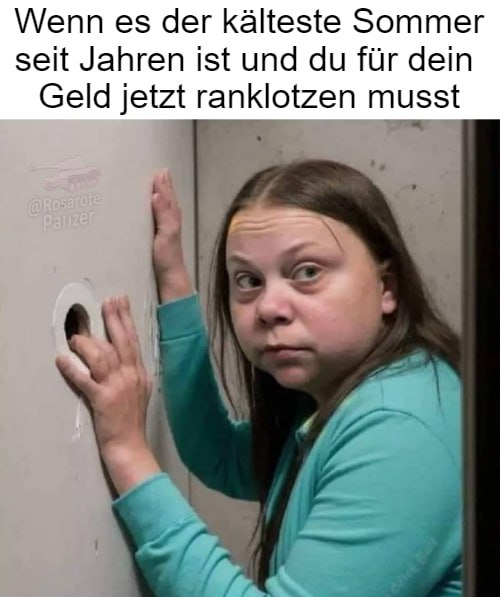 Wenn es der kälteste Sommer
seit Jahren ist und du für dein
Geld jetzt ranklotzen musst
@Rosarote
Panzer